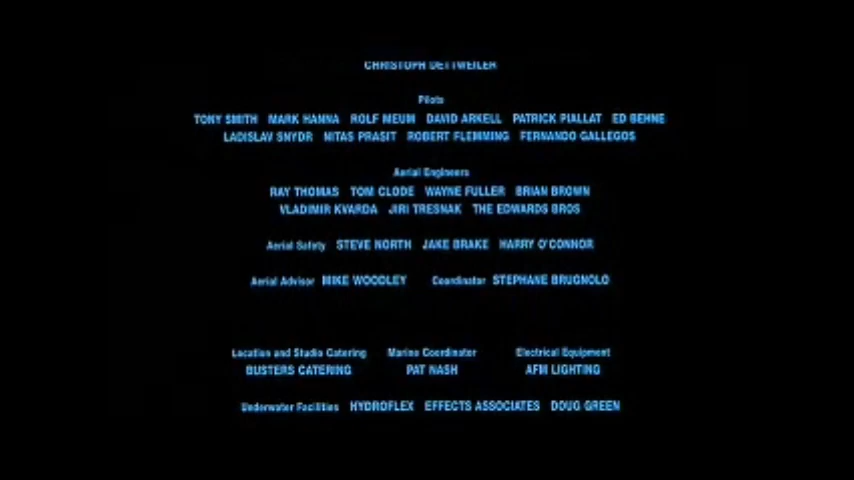 CHRISTOPH DETTWEILER
Pilots
TONY SMITH MARK HANNA ROLF MEUM DAVID ARKELL PATRICK PIALLAT ED BEHNE
LADISLAV SNYDR NITAS PRASIT ROBERT FLEMMING FERNANDO GALLEGOS
Aerial Engineers
RAY THOMAS TOM CLODE WAYNE FULLER BRIAN BROWN
VLADIMIR KVARDA JIRI TRESNAK THE EDWARDS BROS
Aerial Safety STEVE NORTH JAKE BRAKE HARRY O'CONNOR
Aerial Advisor MIKE WOODLEY Coordinator STEPHANE BRUGNOLO
Location and Studio Catering Marine Coordinator Electrical Equipment
BUSTERS CATERING PAT NASH AFM LIGHTING
Underwater Facilities HYDROFLEX EFFECTS ASSOCIATES DOUG GREEN